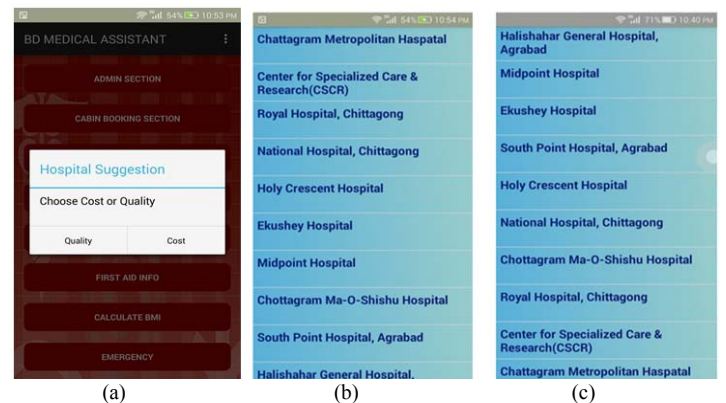 54% 10:53 PM
BD MEDICAL ASSISTANT
ADMIN SECTION
CABIN BOOKING SECTION
Hospital Suggestion
Choose Cost or Quality
Quality Cost
FIRST AID INFO
CALCULATE BMI
EMERGENCY
(a)
54% 10:54 PM
Chattagram Metropolitan Haspatal
Center for Specialized Care &
Research(CSCR)
Royal Hospital, Chittagong
National Hospital, Chittagong
Holy Crescent Hospital
Ekushey Hospital
Midpoint Hospital
Chottagram Ma-O-Shishu Hospital
South Point Hospital, Agrabad
Halishahar General Hospital,
(b)
71% 10:40 PM
Halishahar General Hospital,
Agrabad
Midpoint Hospital
Ekushey Hospital
South Point Hospital, Agrabad
Holy Crescent Hospital
National Hospital, Chittagong
Chottagram Ma-O-Shishu Hospital
Royal Hospital, Chittagong
Center for Specialized Care &
Research(CSCR)
Chattagram Metropolitan Haspatal
(c)